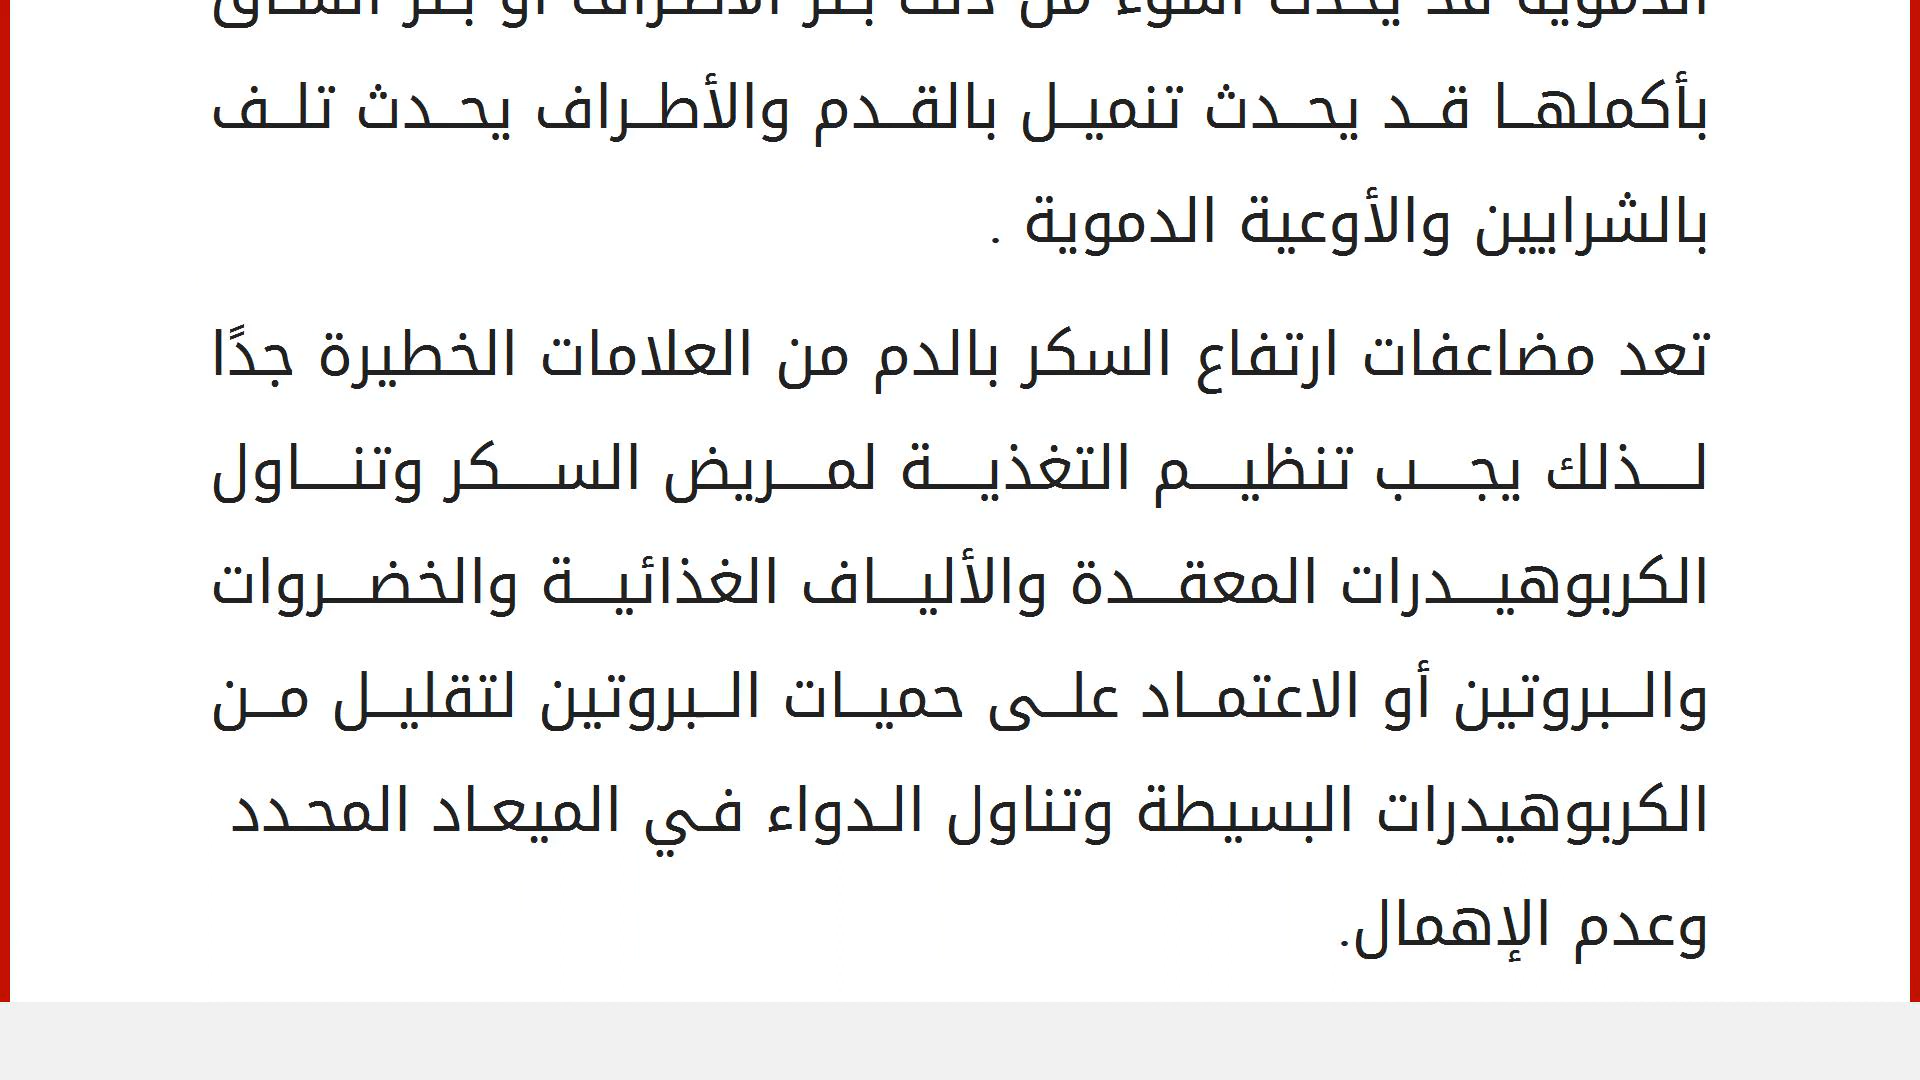 بأكملها قد يحدث تنميل بالقدم والأطراف يحدث تلف
بالشرايين والأوعية الدموية .
تعد مضاعفات ارتفاع السكر بالدم من العلامات الخطيرة جدًا
لذلك يجب تنظيم التغذية لمريض السكر وتناول
الكربوهيدرات المعقدة والألياف الغذائية والخضروات
والبروتين أو الاعتماد على حميات البروتين لتقليل من
الكربوهيدرات البسيطة وتناول الدواء في الميعاد المحدد
وعدم الإهمال.